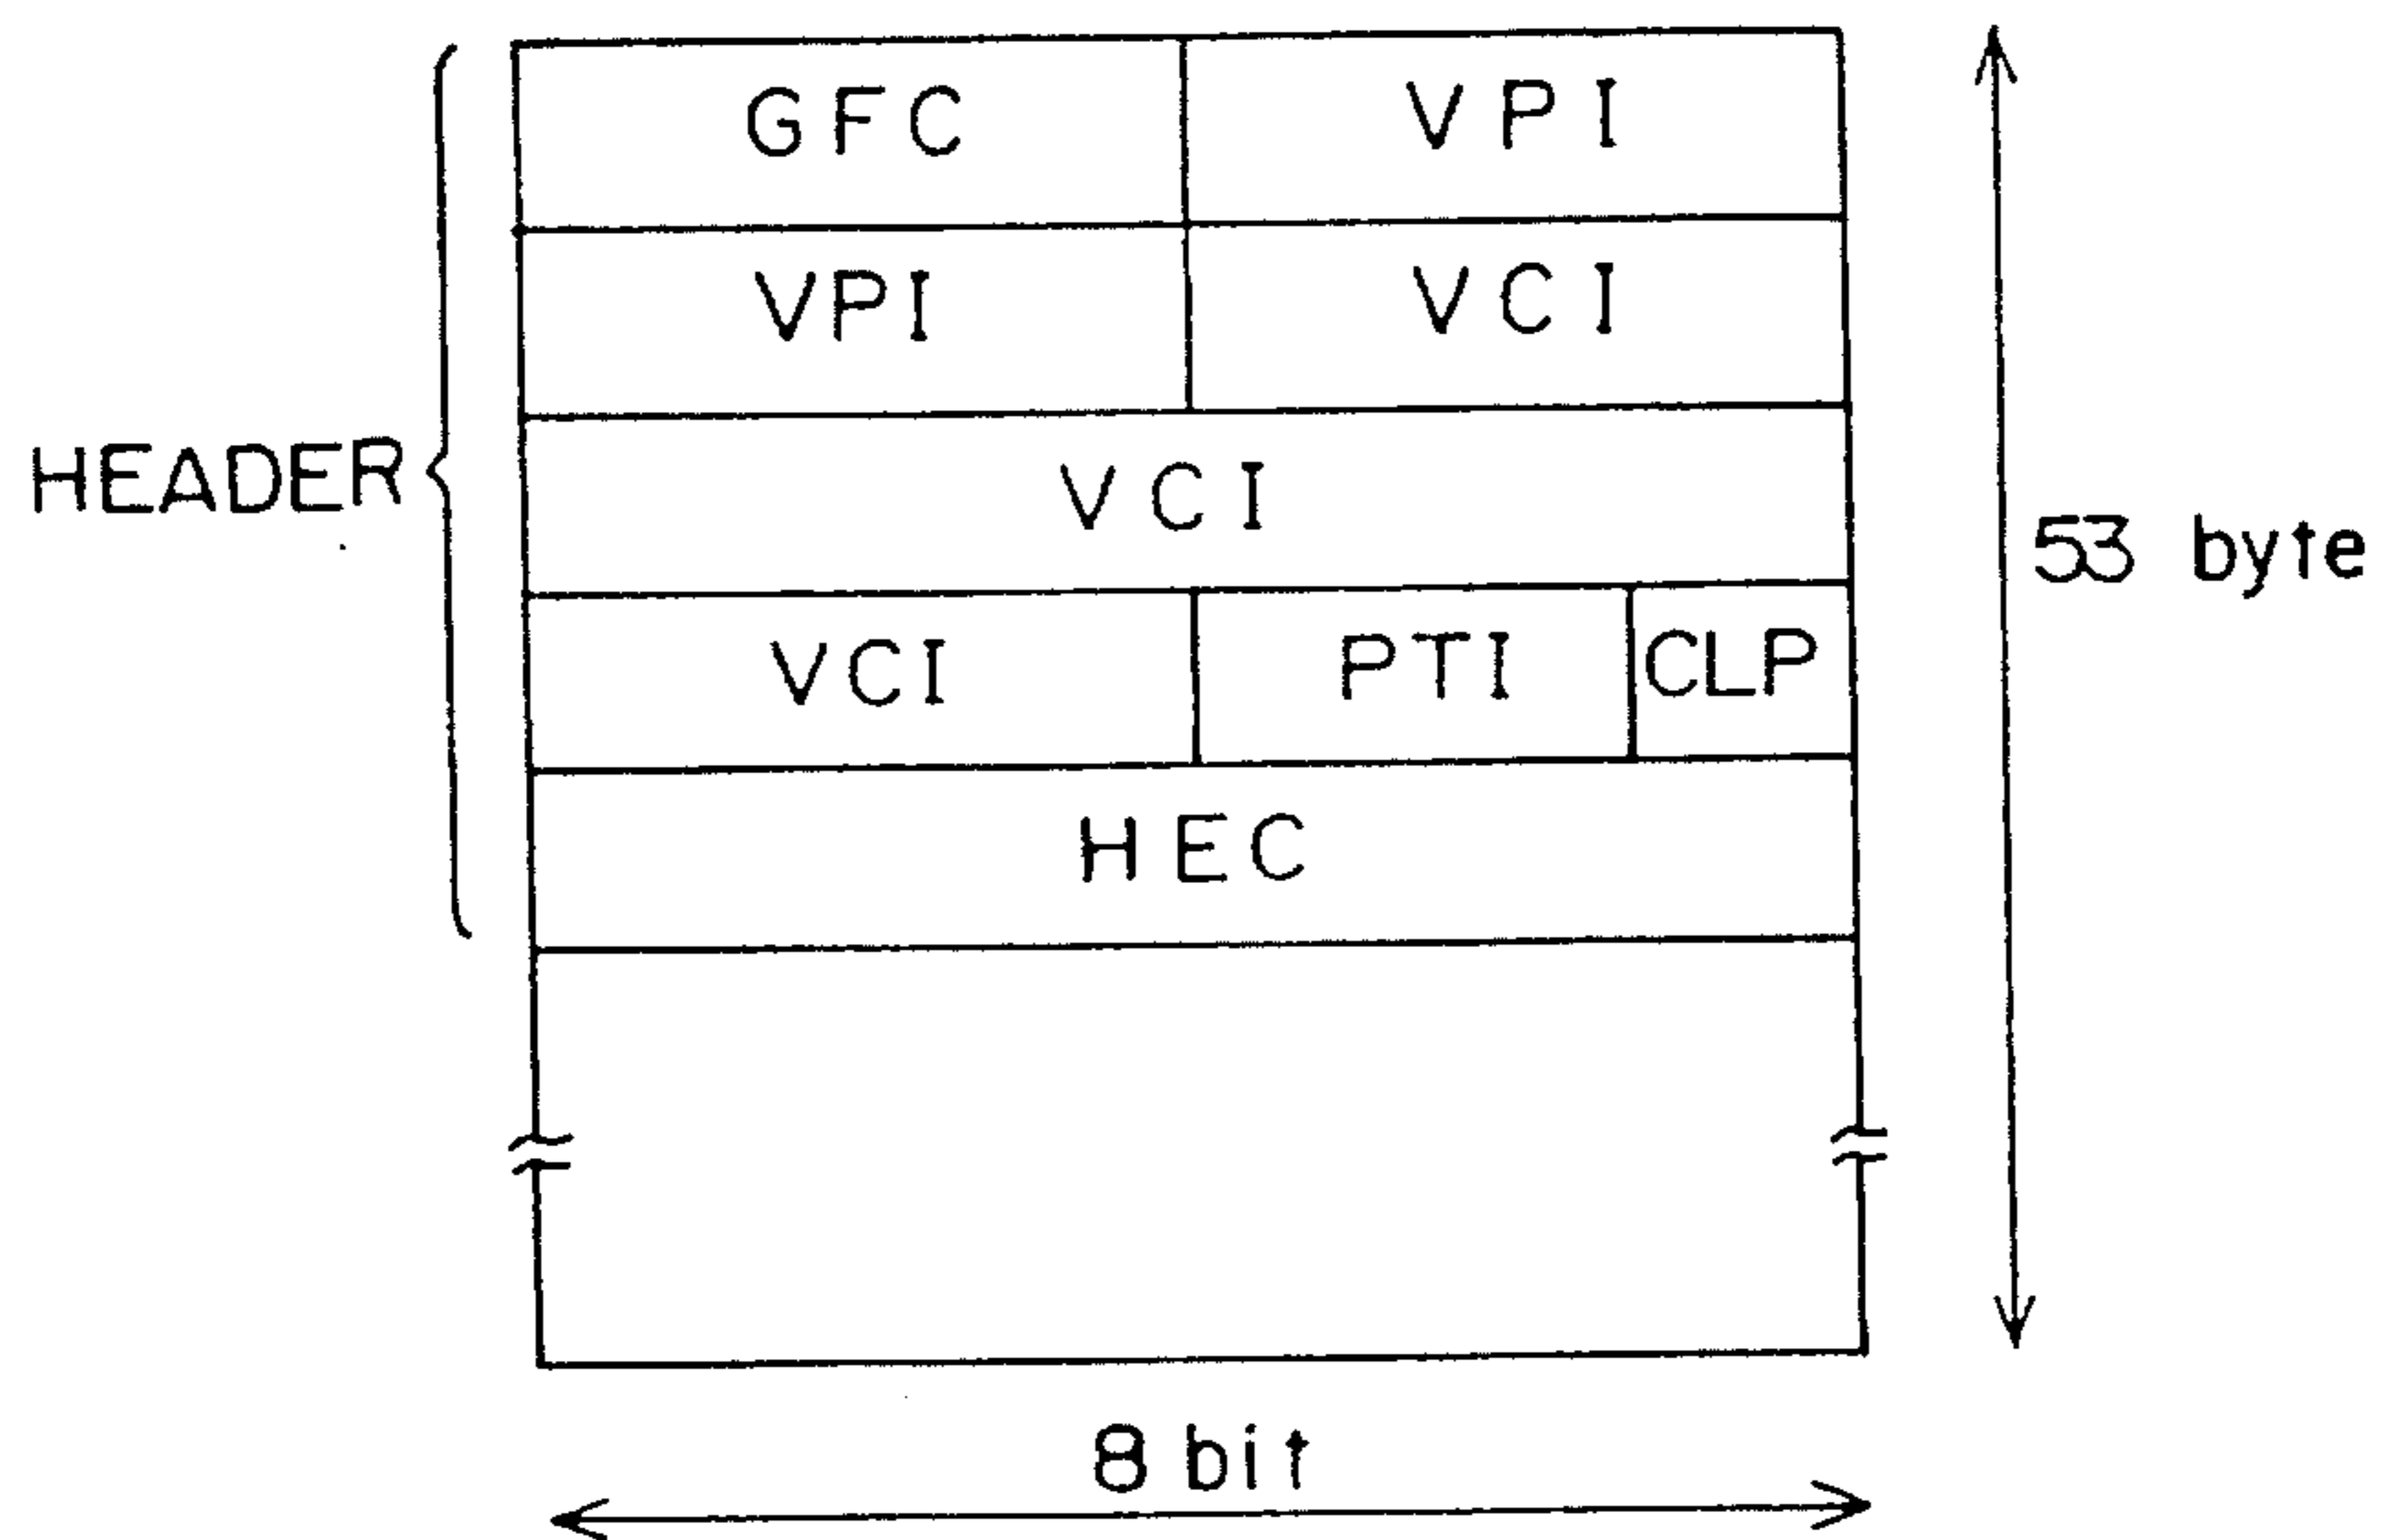 GFC VPI
VPI VCI
HEADER
VCI
53 byte
VCI PTI CLP
HEC
8 bit